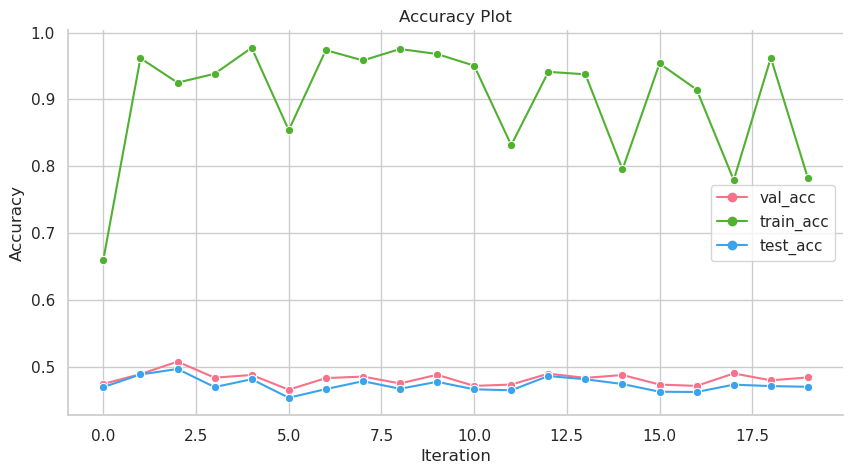 Accuracy Plot
1.0
0.9
0.8
0.7
0.6
0.5
Accuracy
val_acc
train_acc
test_acc
0.0 2.5 5.0 7.5 10.0 12.5 15.0 17.5
Iteration